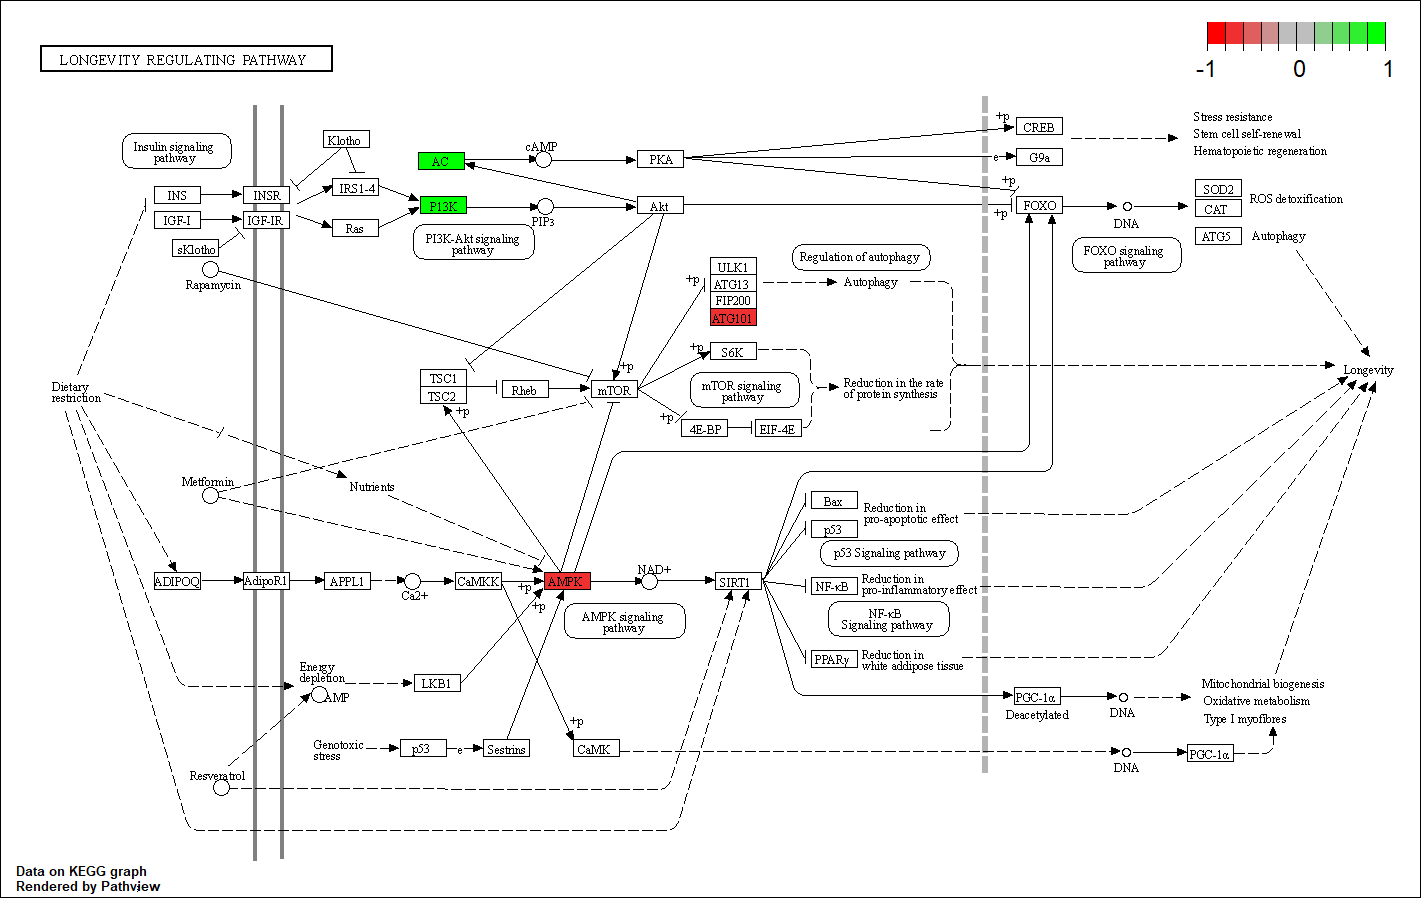 LONGEVITY REGULATING PATHWAY
-1
0
1
Insulin signaling
pathway
Klotho
INS
INSR
IRS1-4
IGF-I
IGF-IR
Ras
sKlotho
Rapamycin
AC
cAMP
PKA
P13K
PIP3
Akt
PI3K-Akt signaling
pathway
+p
CREB
e
G9a
+p
+p
FOXO
DNA
FOXO signaling
pathway
Stress resistance
Stem cell self-renewal
Hematopoietic regeneration
SOD2
CAT
ROS detoxification
ATG5
Autophagy
+p
ULK1
ATG13
FIP200
ATG101
Regulation of autophagy
Autophagy
+p
S6K
mTOR signaling
pathway
+p
4E-BP
EIF-4E
Reduction in the rate
of protein synthesis
TSC1
TSC2
+p
Rheb
+p
mTOR
Longevity
Dietary
restriction
Metformin
Nutrients
ADIPOQ
AdipoR1
APPL1
Ca2+
CaMKK
+p
+p
AMPK
AMPK signaling
pathway
NAD+
SIRT1
Bax
p53
Reduction in
pro-apoptotic effect
p53 Signaling pathway
NF-κB
Reduction in
pro-inflammatory effect
NF-κB
Signaling pathway
PPARγ
Reduction in
white addipose tissue
Energy
depletion
AMP
LKB1
Genotoxic
stress
p53
e
Sestrins
+p
CaMK
Resveratrol
PGC-1α
Deacetylated
DNA
Mitochondrial biogenesis
Oxidative metabolism
Type I myofibres
DNA
PGC-1α
Data on KEGG graph
Rendered by Pathview